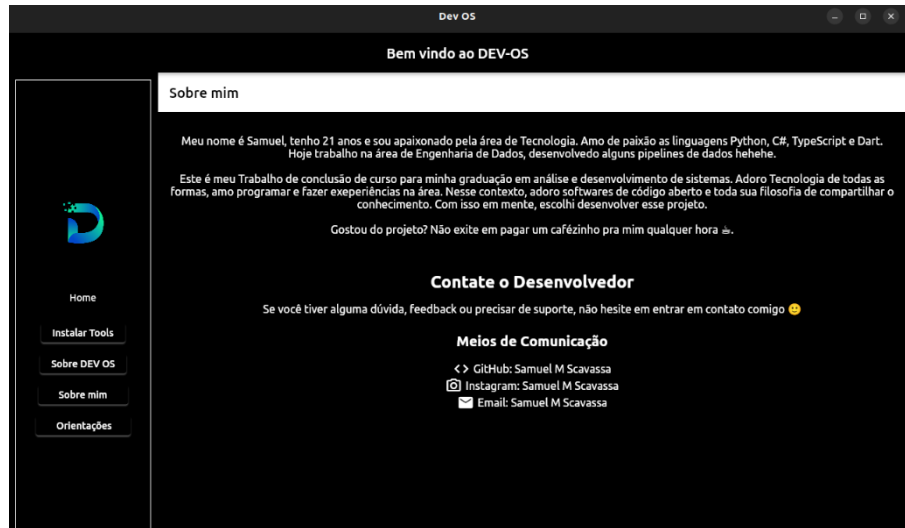 Dev OS
Bem vindo ao DEV-OS
Sobre mim
Meu nome é Samuel, tenho 21 anos e sou apaixonado pela área de Tecnologia. Amo de paixão as linguagens Python, C#, TypeScript e Dart.
Hoje trabalho na área de Engenharia de Dados, desenvolvedo alguns pipelines de dados hehehe.
Este é meu Trabalho de conclusão de curso para minha graduação em análise e desenvolvimento de sistemas. Adoro Tecnologia de todas as
formas, amo programar e fazer exeperiências na área. Nesse contexto, adoro softwares de código aberto e toda sua filosofia de compartilhar o
conhecimento. Com isso em mente, escolhi desenvolver esse projeto.
Gostou do projeto? Não exite em pagar um cafézinho pra mim qualquer hora ☕.
Contate o Desenvolvedor
Se você tiver alguma dúvida, feedback ou precisar de suporte, não hesite em entrar em contato comigo 🙂
Meios de Comunicação
GitHub: Samuel M Scavassa
Instagram: Samuel M Scavassa
Email: Samuel M Scavassa
Home
Instalar Tools
Sobre DEV OS
Sobre mim
Orientações